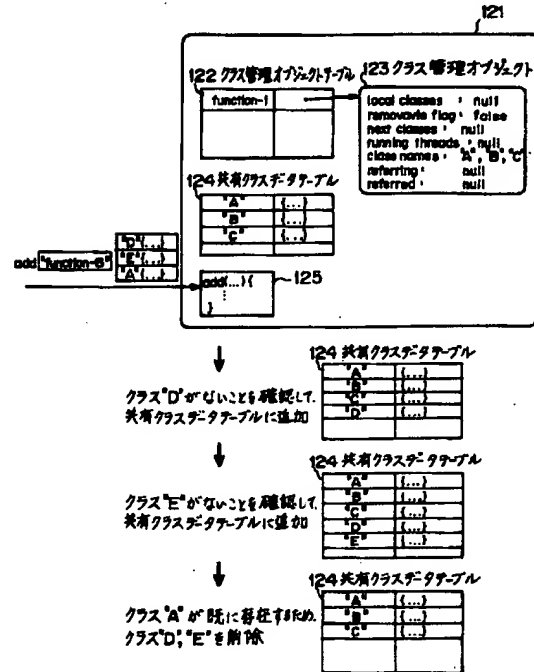 121
122 クラス管理オブジェクトテーブル
function-1
123 クラス管理オブジェクト
local classes : null
removavle flag : false
next classes : null
running threads : null
class names : "A", "B", "C"
referring : null
referred : null
124 共有クラスデータテーブル
"A" {...}
"B" {...}
"C" {...}
add "function-6"
"D" {...}
"E" {...}
"A" {...}
125
add(...) {
⋮
}
↓
クラス"D"がないことを確認して、
共有クラスデータテーブルに追加
124 共有クラスデータテーブル
"A" {...}
"B" {...}
"C" {...}
"D" {...}
↓
クラス"E"がないことを確認して、
共有クラスデータテーブルに追加
124 共有クラスデータテーブル
"A" {...}
"B" {...}
"C" {...}
"D" {...}
"E" {...}
↓
クラス"A"が既に存在するため、
クラス"D","E"を削除
124 共有クラスデータテーブル
"A" {...}
"B" {...}
"C" {...}